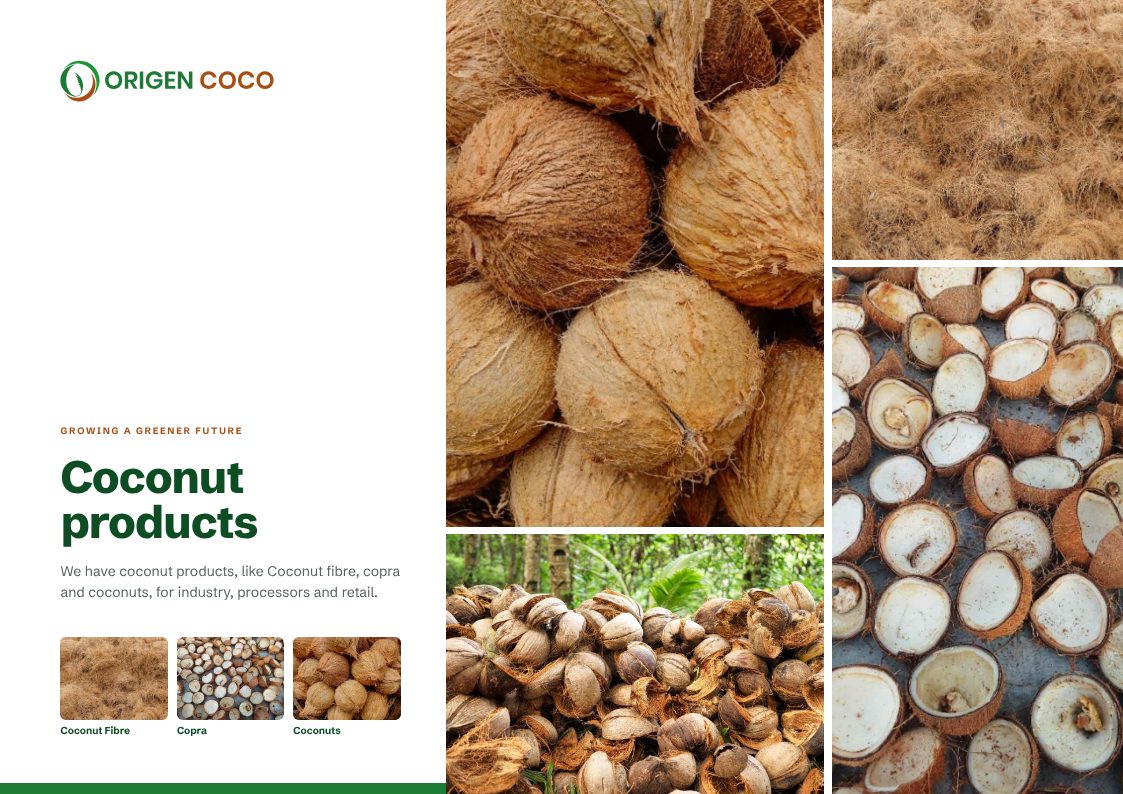 ORIGEN COCO
GROWING A GREENER FUTURE
Coconut
products
We have coconut products, like Coconut fibre, copra
and coconuts, for industry, processors and retail.
Coconut Fibre
Copra
Coconuts